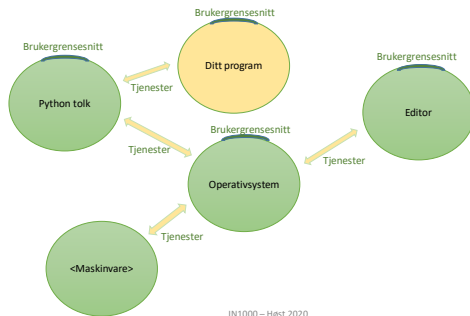 Brukergrensesnitt
Ditt program
Brukergrensesnitt
Python tolk
Tjenester
Brukergrensesnitt
Editor
Tjenester
Brukergrensesnitt
Operativsystem
Tjenester
Tjenester
<Maskinvare>
IN1000 – Høst 2020